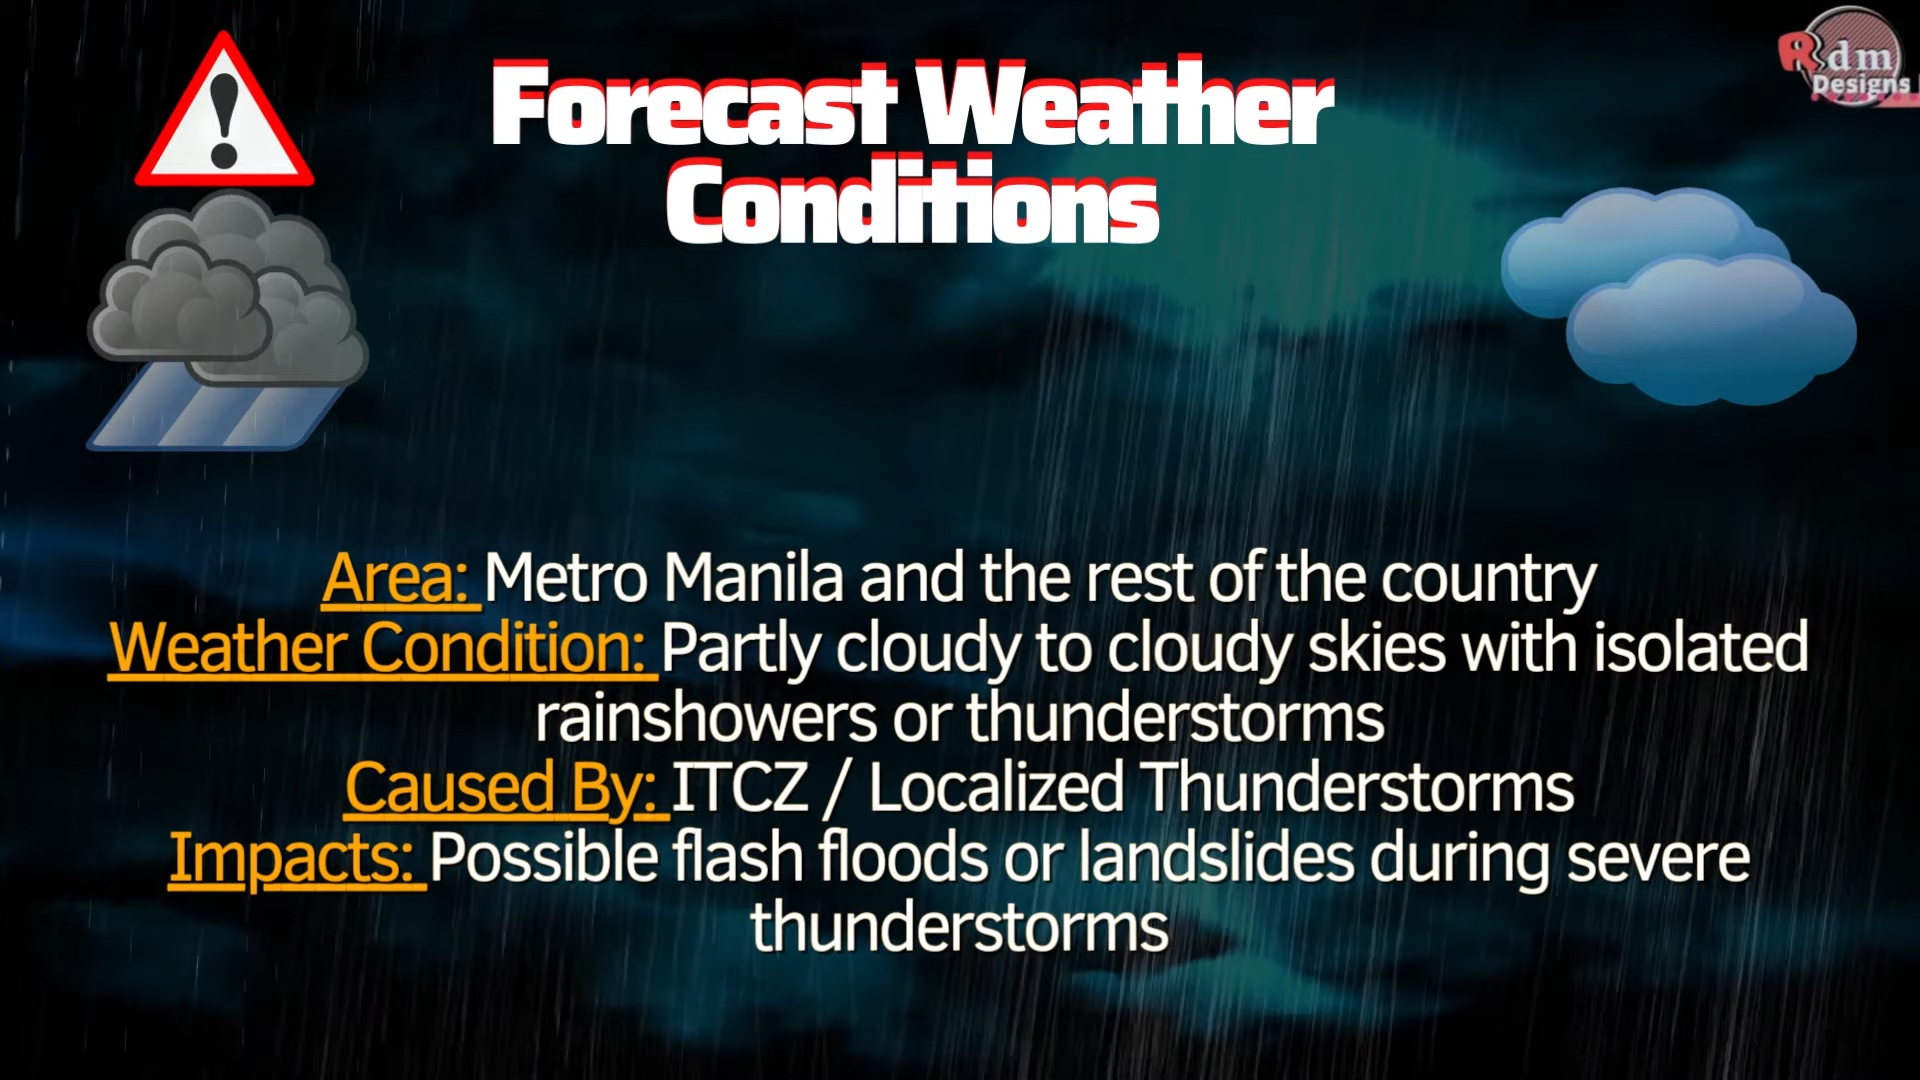 Forecast Weather
Conditions
Rdm
Designs
Area: Metro Manila and the rest of the country
Weather Condition: Partly cloudy to cloudy skies with isolated
rainshowers or thunderstorms
Caused By: ITCZ / Localized Thunderstorms
Impacts: Possible flash floods or landslides during severe
thunderstorms